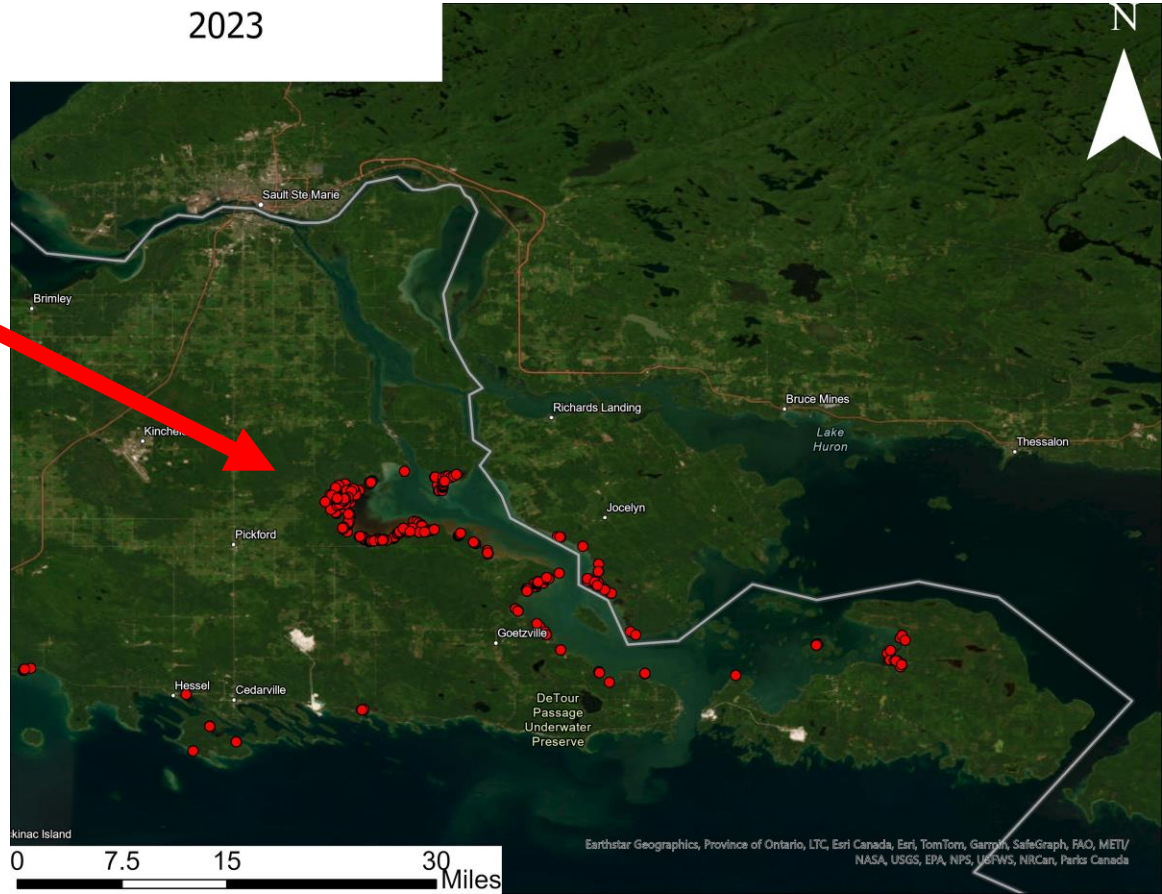 2023
N
Sault Ste Marie
Brimley
Richards Landing
Bruce Mines
Lake
Huron
Thessalon
Jocelyn
Pickford
Goetzville
Hessel
Cedarville
DeTour
Passage
Underwater
Preserve
ckinac Island
0 7.5 15 30 Miles
Earthstar Geographics, Province of Ontario, LTC, Esri Canada, Esri, TomTom, Garmin, SafeGraph, FAO, METI/
NASA, USGS, EPA, NPS, USFWS, NRCan, Parks Canada